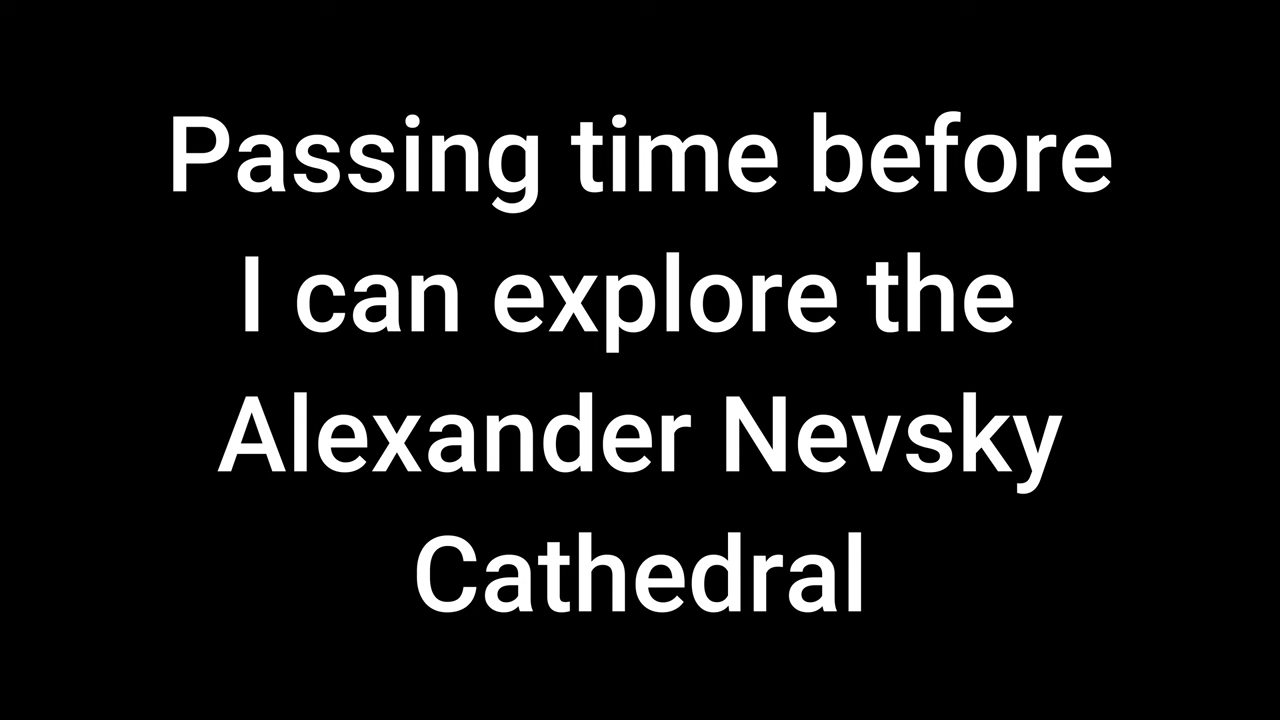 Passing time before
I can explore the
Alexander Nevsky
Cathedral